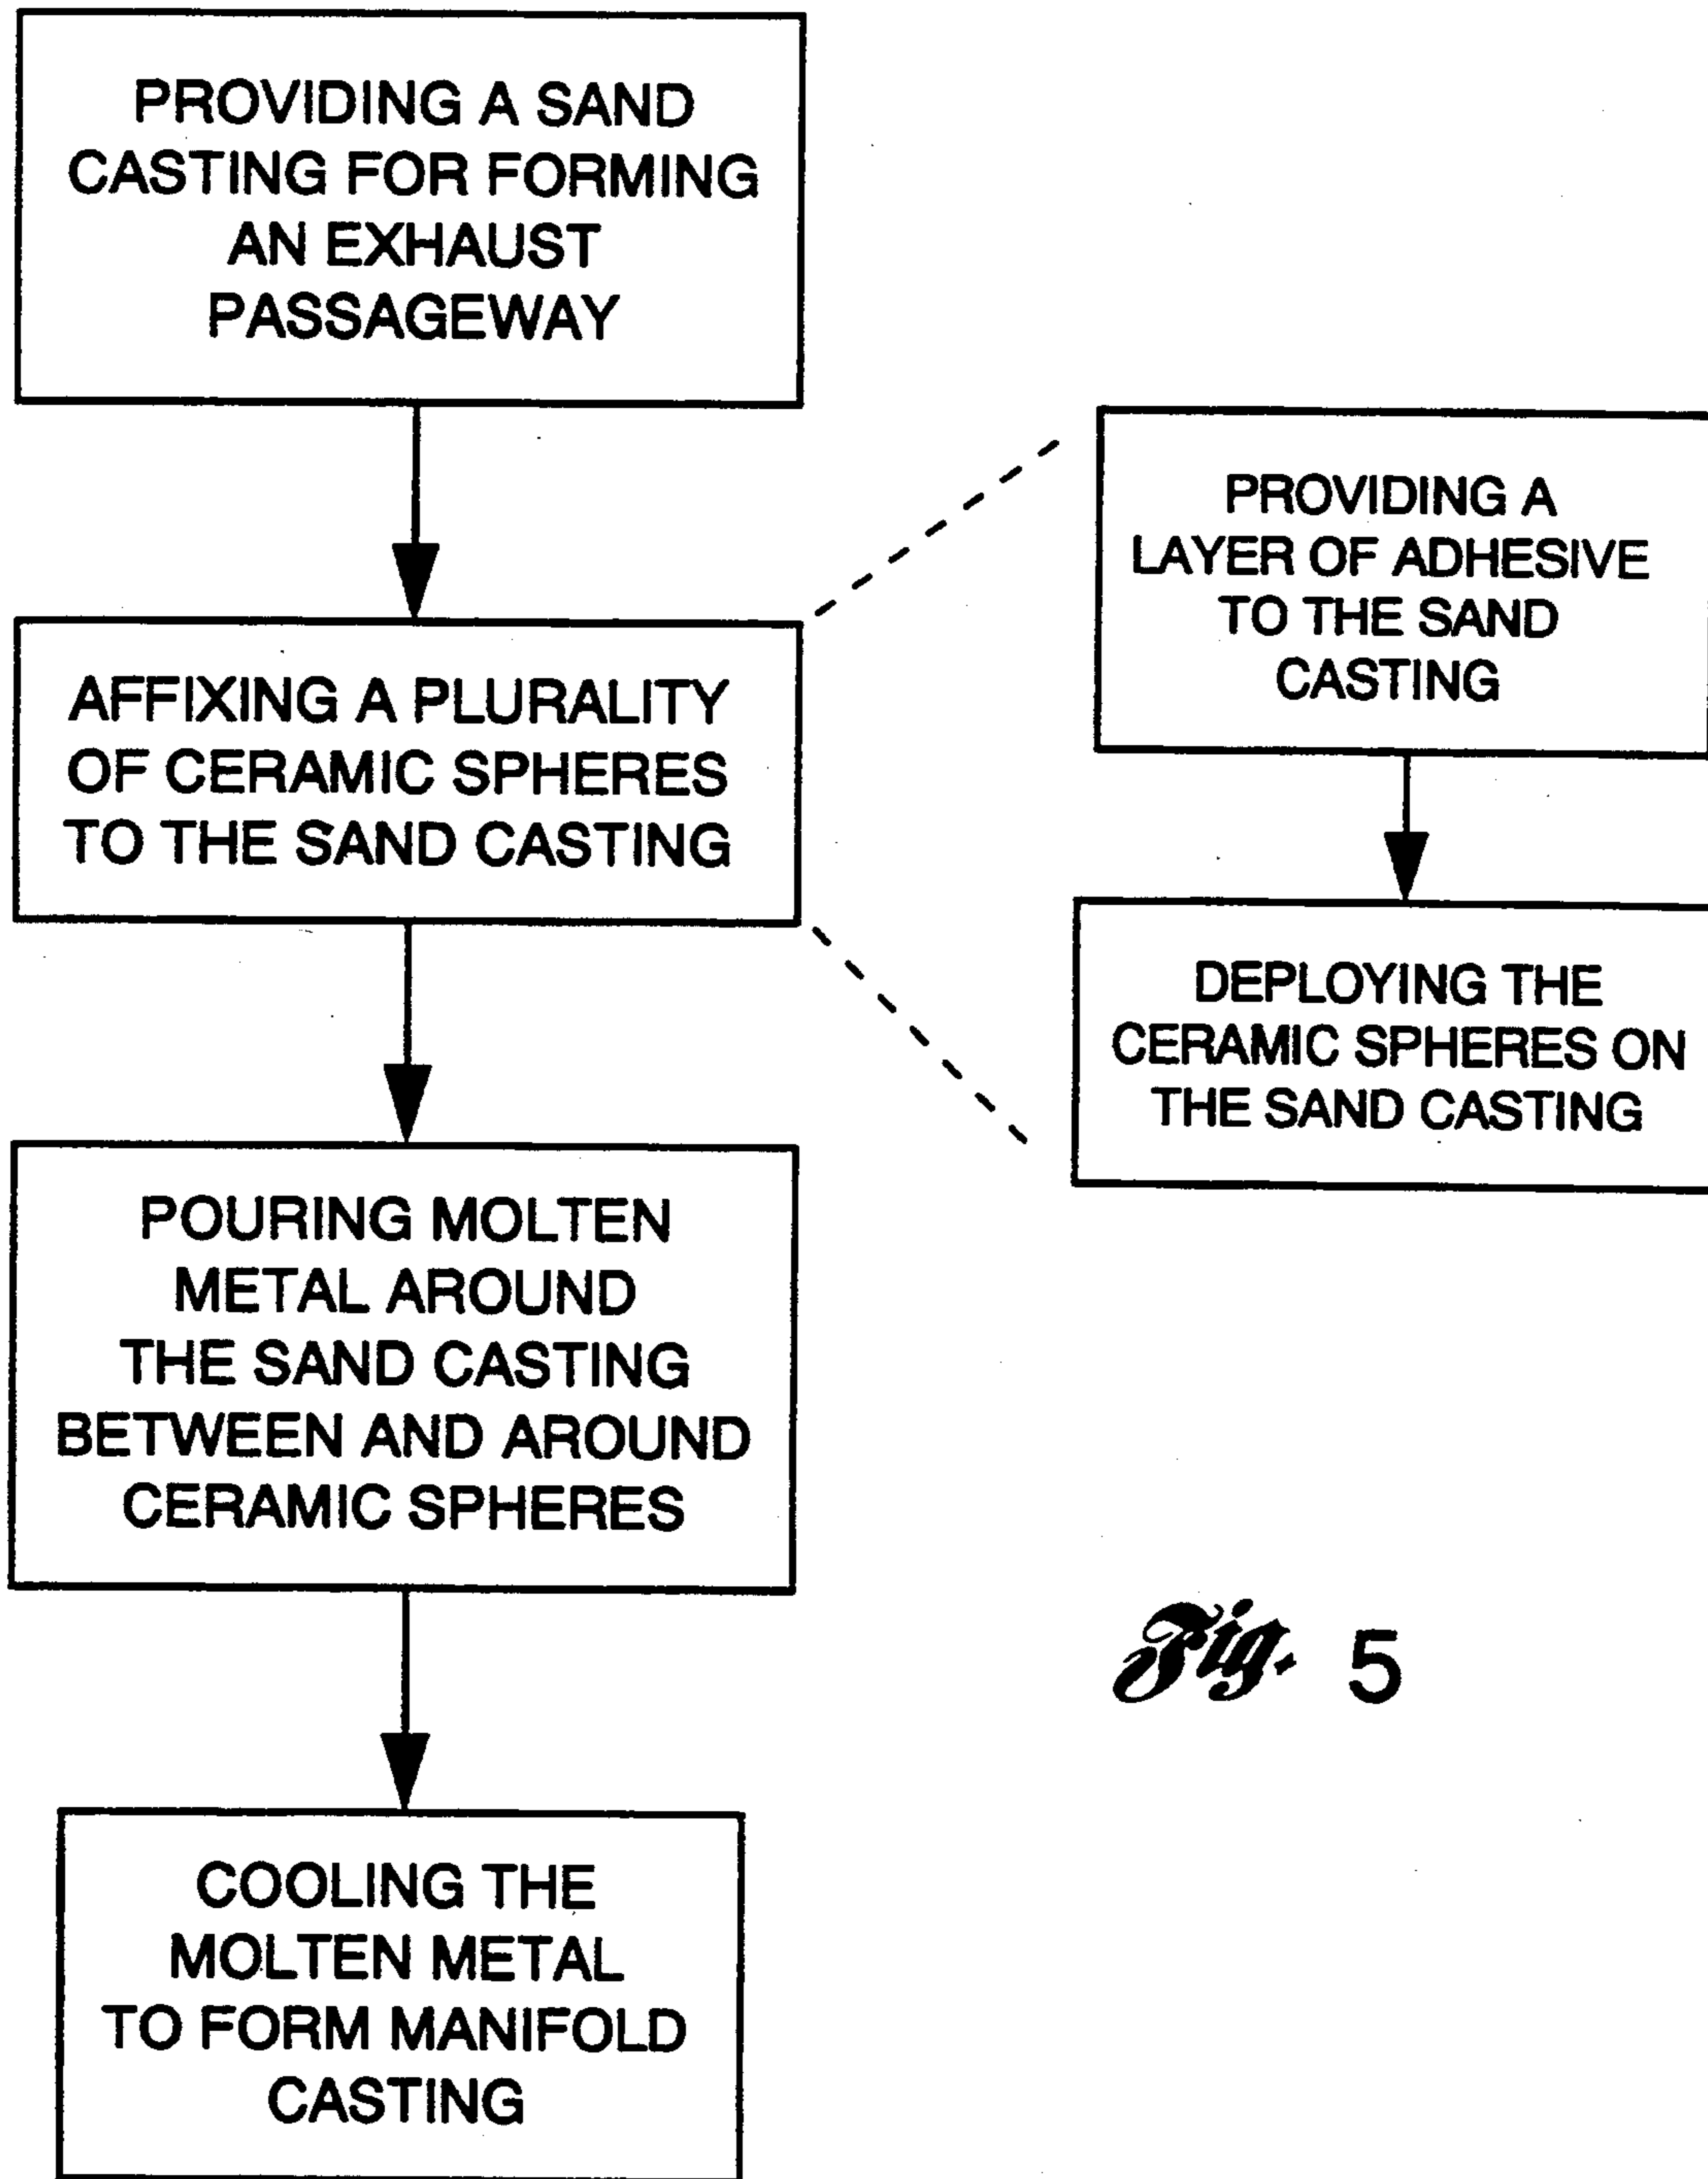 PROVIDING A SAND
CASTING FOR FORMING
AN EXHAUST
PASSAGEWAY
AFFIXING A PLURALITY
OF CERAMIC SPHERES
TO THE SAND CASTING
PROVIDING A
LAYER OF ADHESIVE
TO THE SAND
CASTING
DEPLOYING THE
CERAMIC SPHERES ON
THE SAND CASTING
POURING MOLTEN
METAL AROUND
THE SAND CASTING
BETWEEN AND AROUND
CERAMIC SPHERES
COOLING THE
MOLTEN METAL
TO FORM MANIFOLD
CASTING
Fig. 5